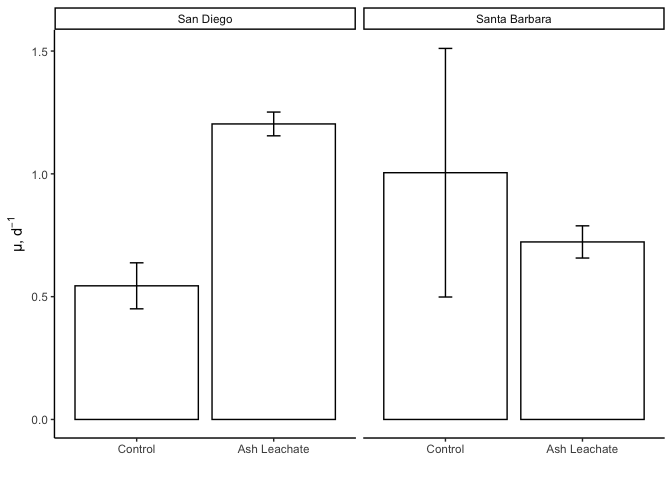 San Diego
Santa Barbara
μ, d⁻¹
1.5
1.0
0.5
0.0
Control
Ash Leachate
Control
Ash Leachate